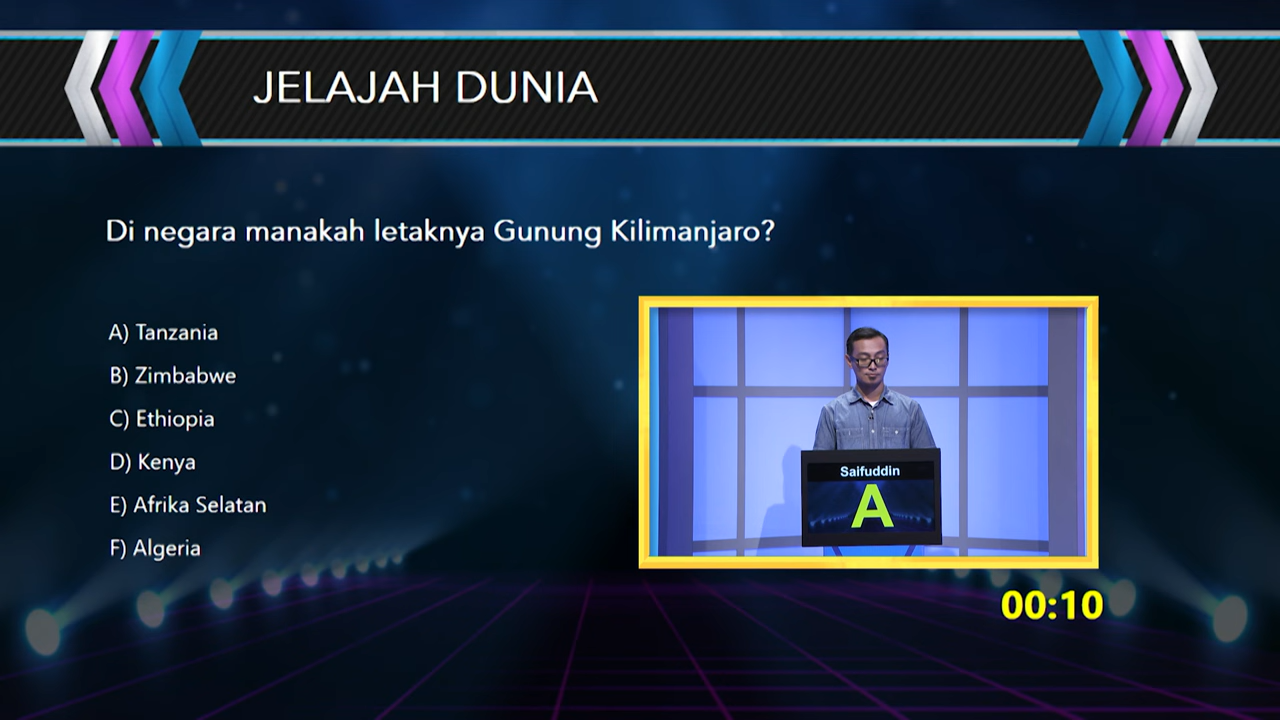 JELAJAH DUNIA
Di negara manakah letaknya Gunung Kilimanjaro?
A) Tanzania
B) Zimbabwe
C) Ethiopia
D) Kenya
E) Afrika Selatan
F) Algeria
Saifuddin
A
00:10